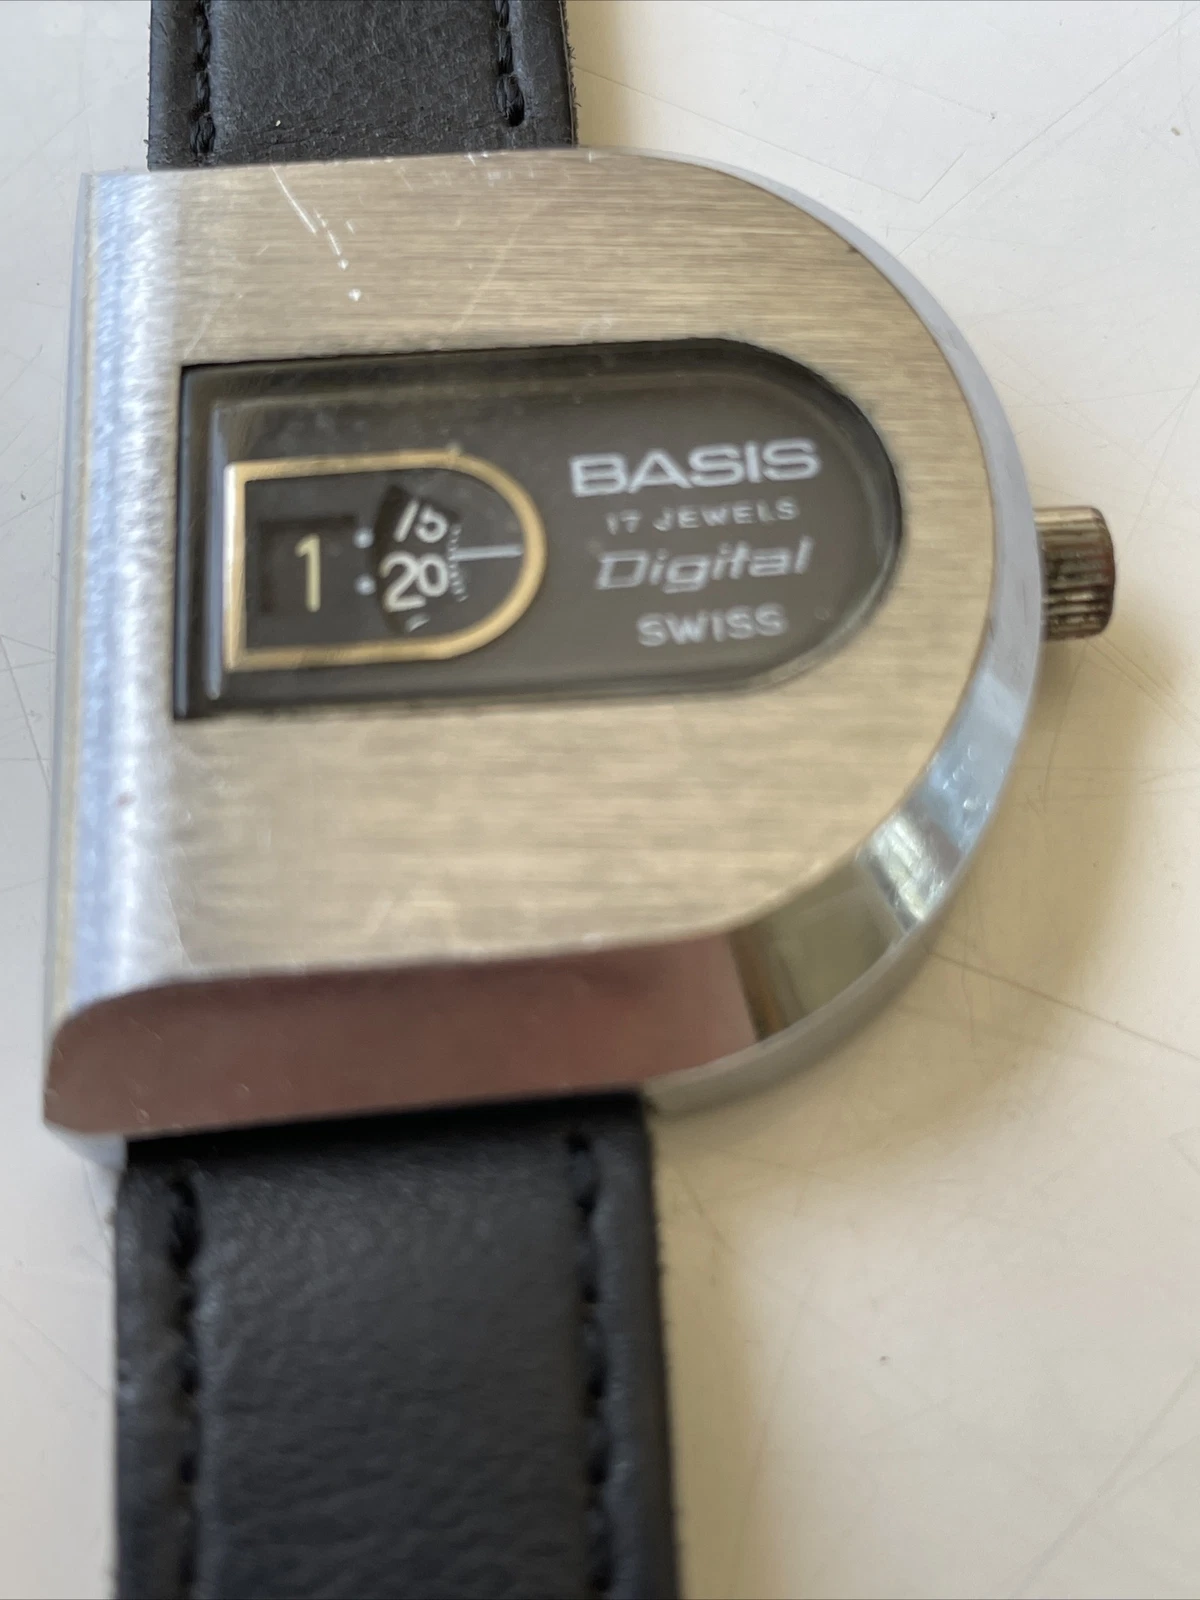 15
1 : 20
BASIS
17 JEWELS
Digital
SWISS